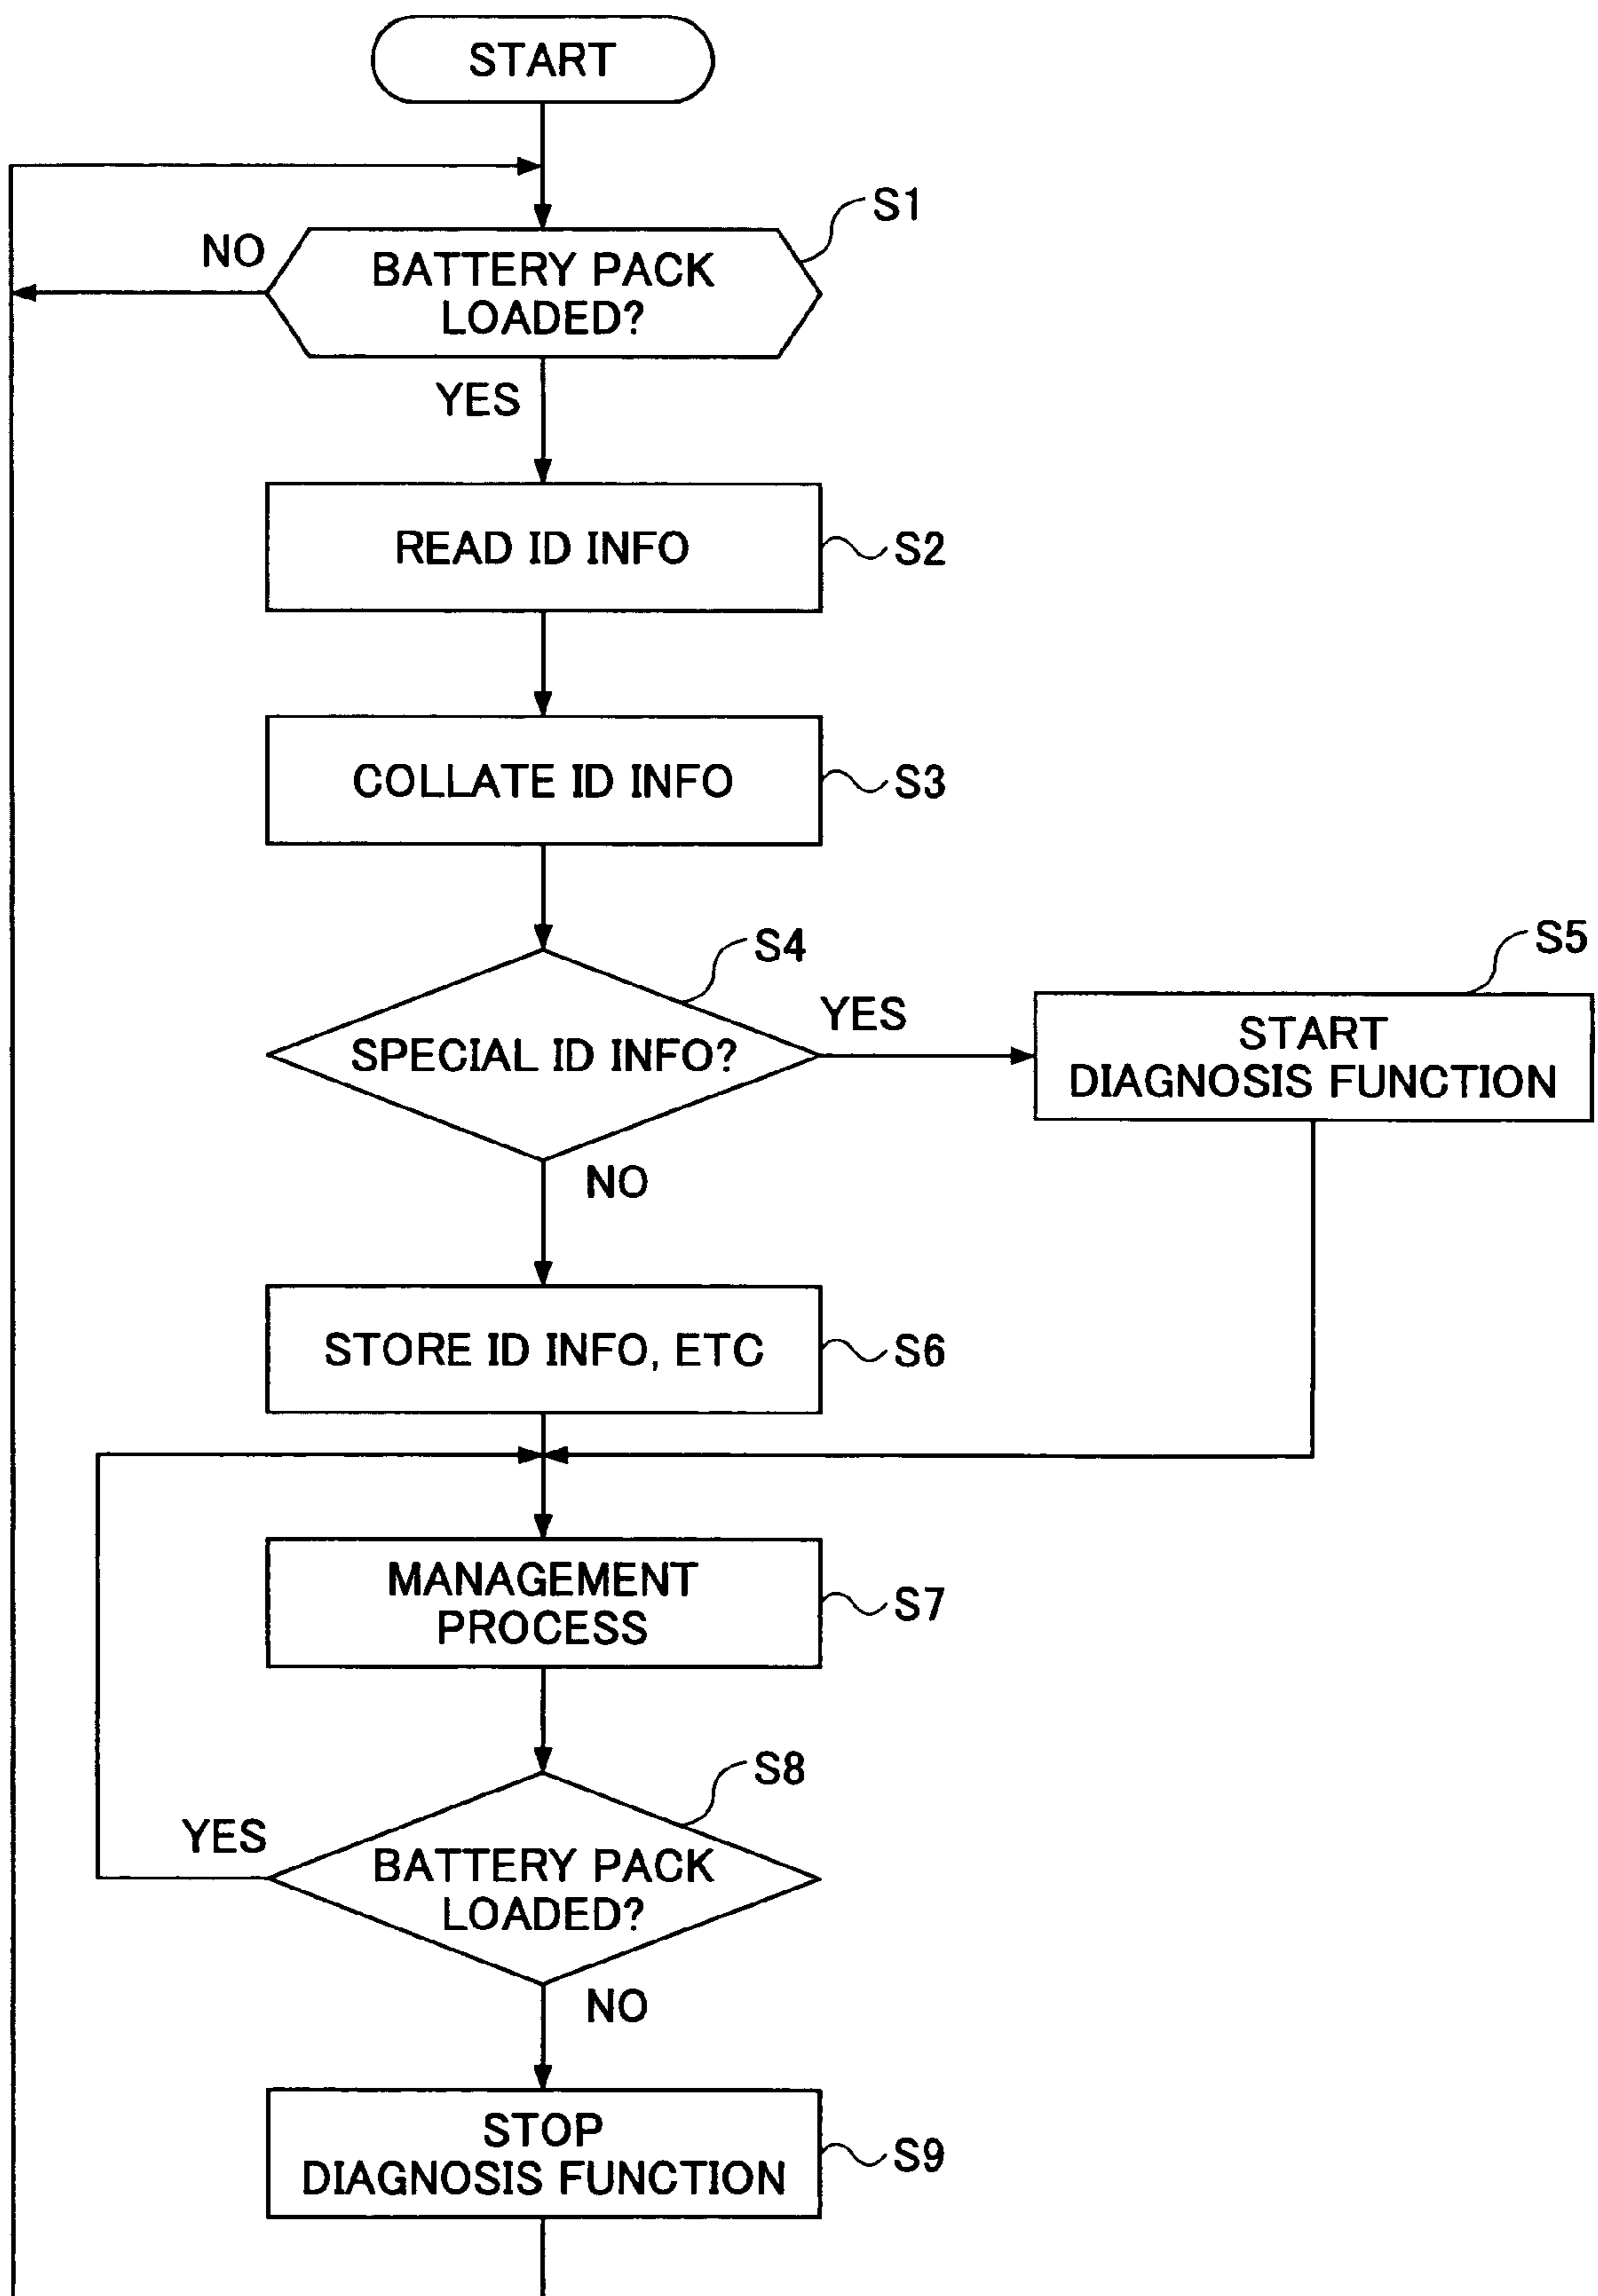 START
S1
NO
BATTERY PACK
LOADED?
YES
READ ID INFO
S2
COLLATE ID INFO
S3
S4
S5
SPECIAL ID INFO?
YES
START
DIAGNOSIS FUNCTION
NO
STORE ID INFO, ETC
S6
MANAGEMENT
PROCESS
S7
S8
YES
BATTERY PACK
LOADED?
NO
STOP
DIAGNOSIS FUNCTION
S9